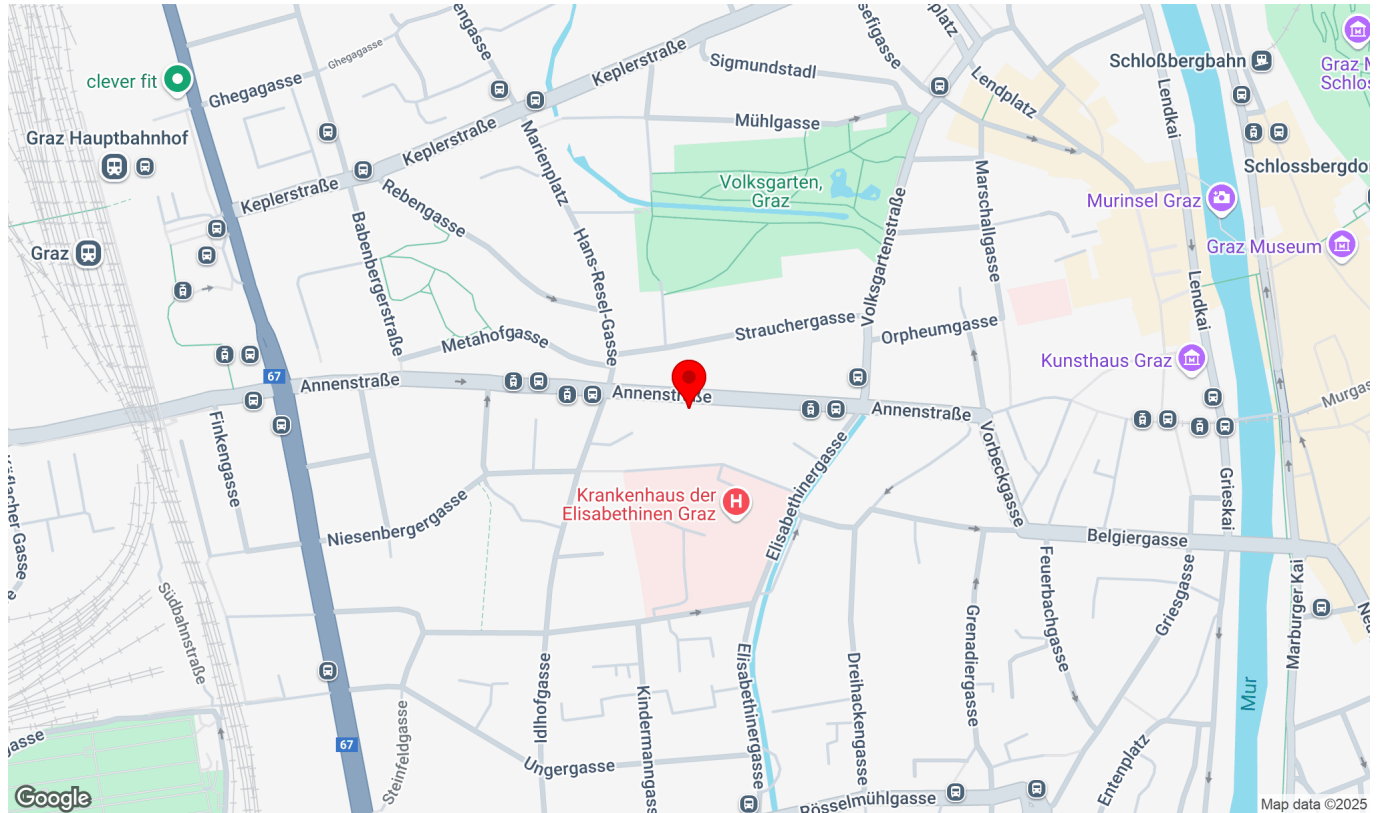 Ghegagasse
Ghegagasse
clever fit
Graz Hauptbahnhof
Graz
Keplerstraße
Keplerstraße
Keplerstraße
Marienplatz
Sigmundstadl
Mühlgasse
Lendplatz
Lendkai
Schloßbergbahn
Volksgarten,
Graz
Rebengasse
Babenbergerstraße
Hans-Resel-Gasse
Metahofgasse
Volksgartenstraße
Marschallgasse
Murinsel Graz
Graz Museum
Lendkai
Strauchergasse
Orpheumgasse
Kunsthaus Graz
67
Annenstraße
Annenstraße
Annenstraße
Finkengasse
Vorbeckgasse
Grieskai
Krankenhaus der
Elisabethinen Graz
H
Elisabethinergasse
Niesenbergergasse
Belgiergasse
Südbahnstraße
Feuerbachgasse
Griesgasse
Marburger Kai
Grenadiergasse
Dreihackengasse
Elisabethinergasse
Idlhofgasse
Mur
67
Steinfeldgasse
Ungergasse
Entenplatz
Rösselmühlgasse
Google
Map data ©2025